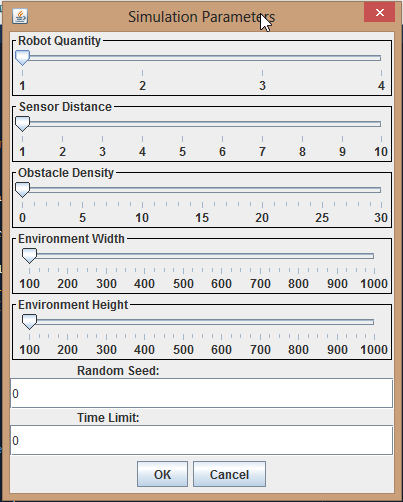 Simulation Parameters
Robot Quantity
1 2 3 4
Sensor Distance
1 2 3 4 5 6 7 8 9 10
Obstacle Density
0 5 10 15 20 25 30
Environment Width
100 200 300 400 500 600 700 800 900 1000
Environment Height
100 200 300 400 500 600 700 800 900 1000
Random Seed:
0
Time Limit:
0
OK Cancel